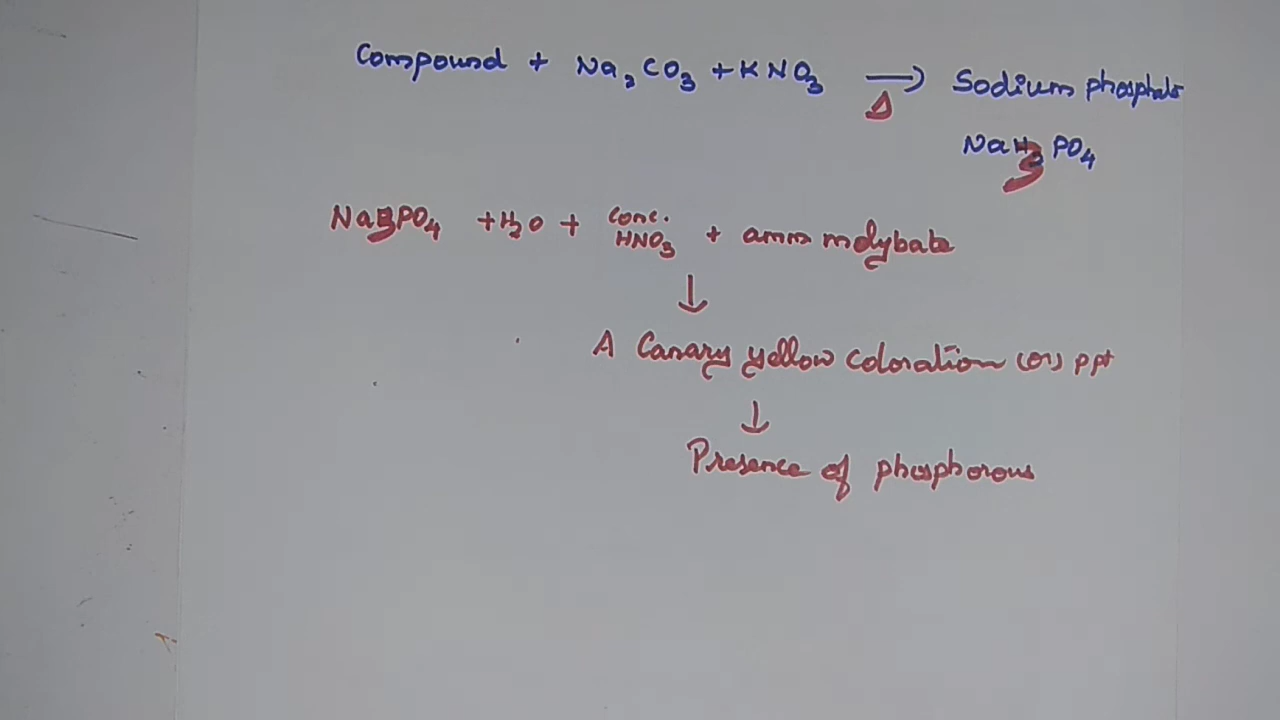 Compound + Na2CO3 + KNO3 → Sodium phosphate
Δ
Na3PO4
Na3PO4 + H2O + conc. HNO3 + amm molybate
↓
A Canary yellow coloration (or) ppt
↓
Presence of phosphorous